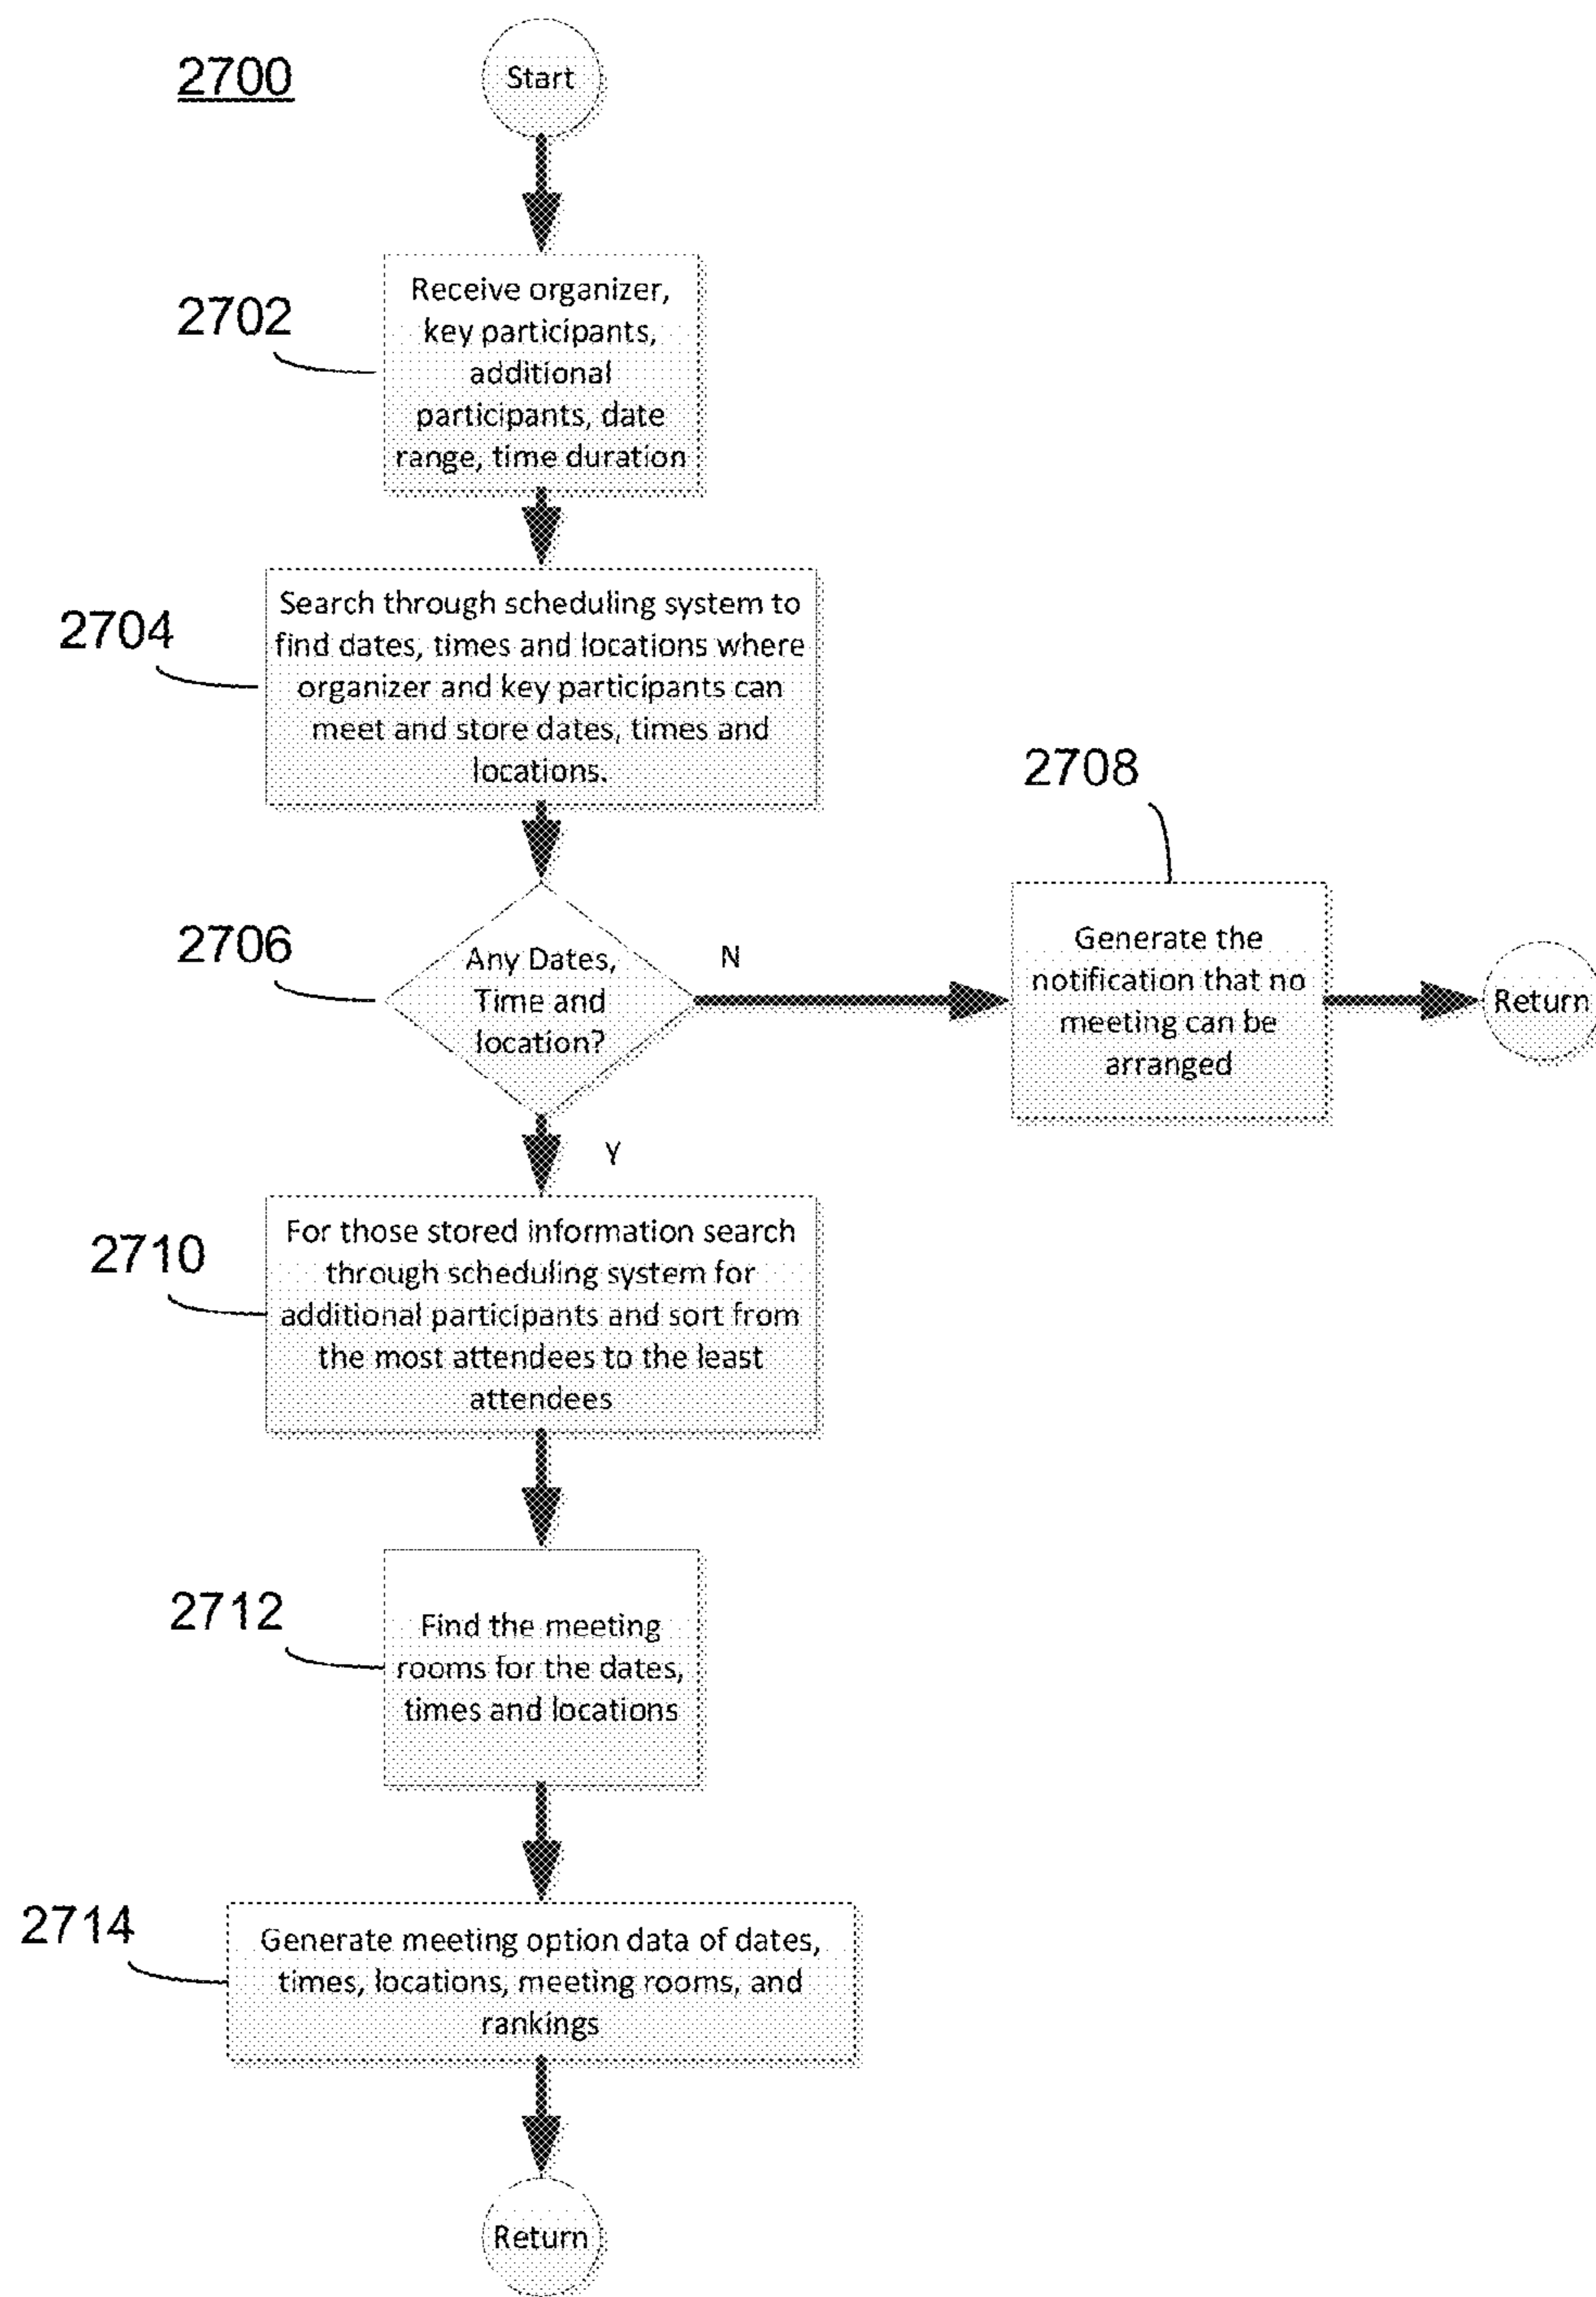 2700
Start
2702
Receive organizer,
key participants,
additional
participants, date
range, time duration
2704
Search through scheduling system to
find dates, times and locations where
organizer and key participants can
meet and store dates, times and
locations.
2706
Any Dates,
Time and
location?
N
2708
Generate the
notification that no
meeting can be
arranged
Return
Y
2710
For those stored information search
through scheduling system for
additional participants and sort from
the most attendees to the least
attendees
2712
Find the meeting
rooms for the dates,
times and locations
2714
Generate meeting option data of dates,
times, locations, meeting rooms, and
rankings
Return